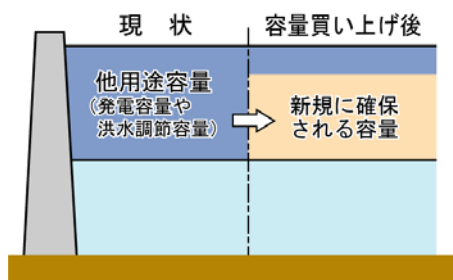 現 状
容量買い上げ後
他用途容量
(発電容量や
洪水調節容量)
新規に確保
される容量